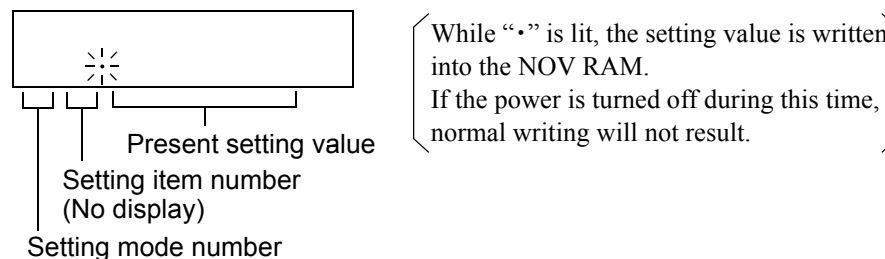 While “·” is lit, the setting value is written
into the NOV RAM.
If the power is turned off during this time,
normal writing will not result.
Present setting value
Setting item number
(No display)
Setting mode number